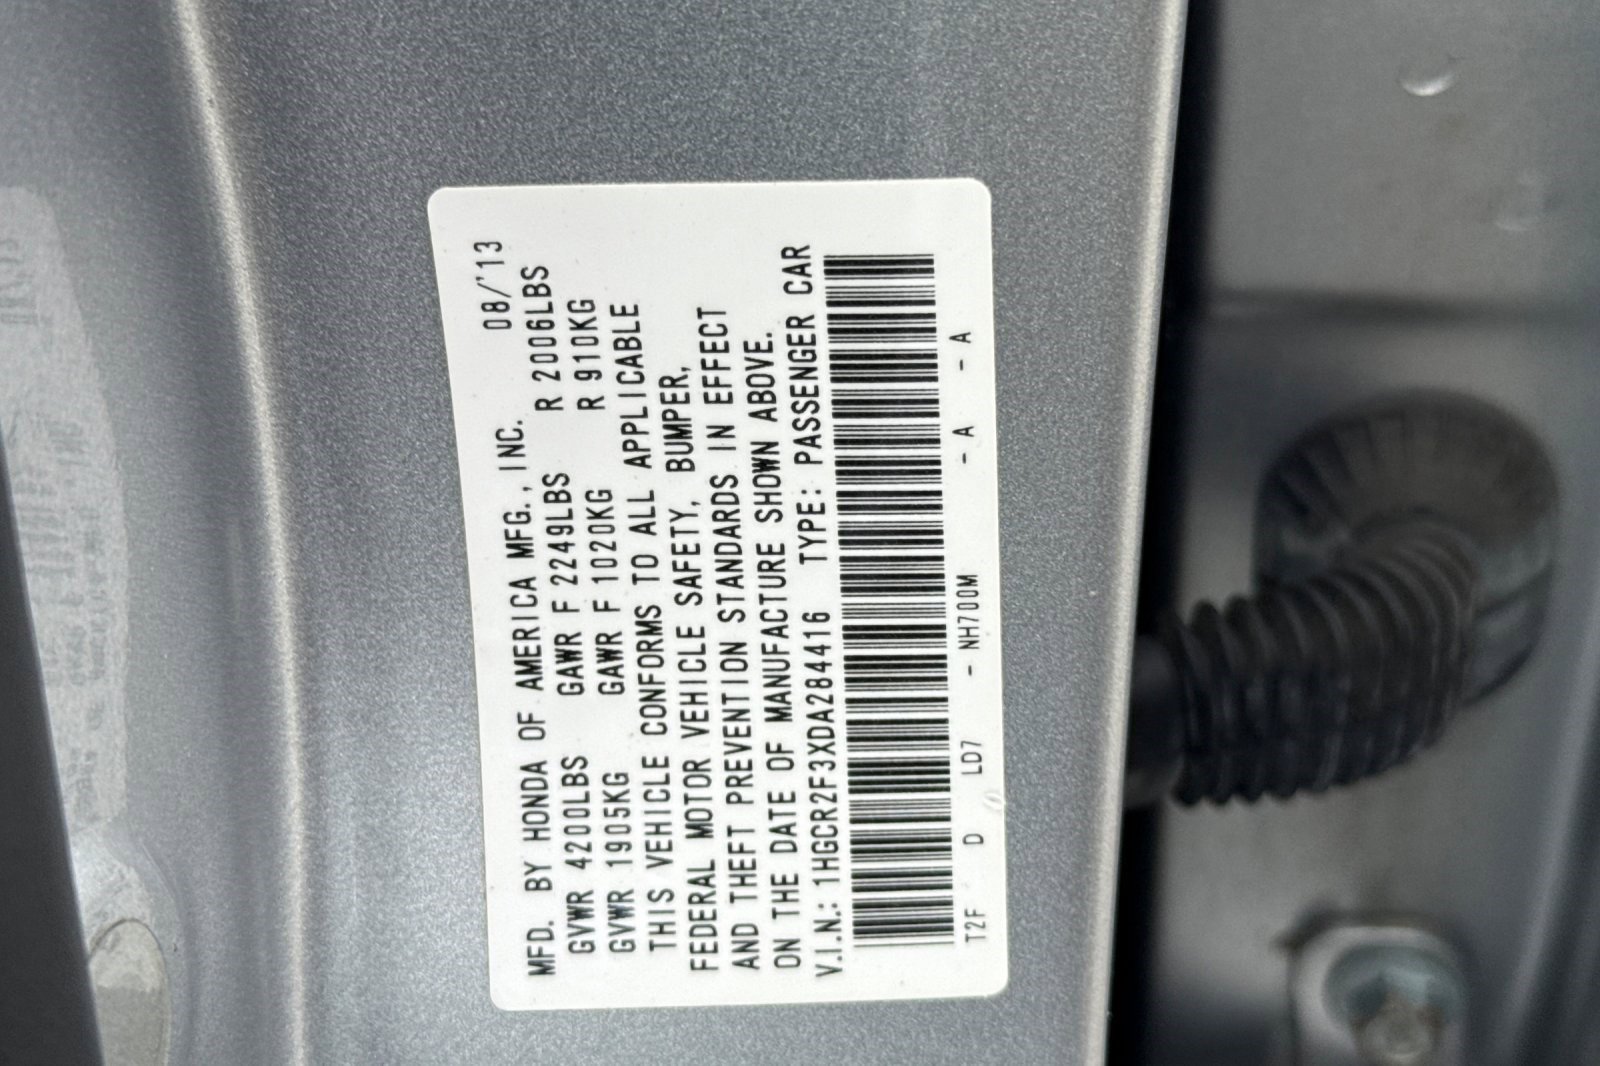 MFD. BY HONDA OF AMERICA MFG., INC. 08/'13
GVWR 4200LBS GAWR F 2249LBS R 2006LBS
GVWR 1905KG GAWR F 1020KG R 910KG
THIS VEHICLE CONFORMS TO ALL APPLICABLE
FEDERAL MOTOR VEHICLE SAFETY, BUMPER,
AND THEFT PREVENTION STANDARDS IN EFFECT
ON THE DATE OF MANUFACTURE SHOWN ABOVE.
V.I.N.: 1HGCR2F3XDA284416 TYPE: PASSENGER CAR
T2F D LD7 - NH700M - A - A